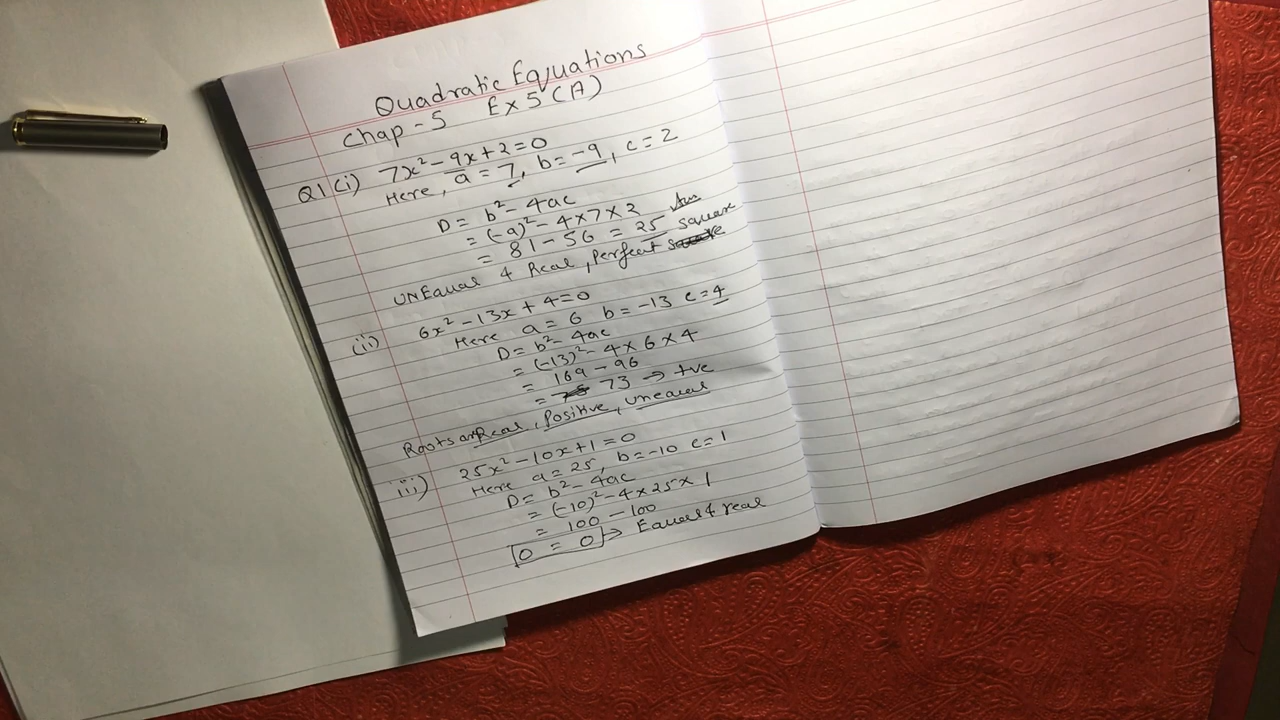 Quadratic Equations
Chap - 5 Ex 5 (A)
Q1 (i) 7x² - 9x + 2 = 0
Here, a = 7, b = -9, c = 2
D = b² - 4ac
= (-9)² - 4 × 7 × 2
= 81 - 56 = 25 Ans
UNEqual & Real, Perfect square
(ii) 6x² - 13x + 4 = 0
Here a = 6 b = -13 c = 4
D = b² - 4ac
= (-13)² - 4 × 6 × 4
= 169 - 96
= 73 → +ve
Roots are Real, Positive, unequal
iii) 25x² - 10x + 1 = 0
Here a = 25, b = -10 c = 1
D = b² - 4ac
= (-10)² - 4 × 25 × 1
= 100 - 100
0 = 0 → Equal & real